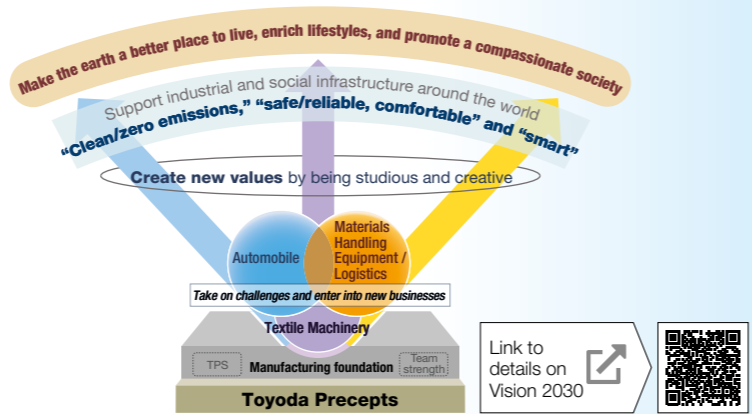 Make the earth a better place to live, enrich lifestyles, and promote a compassionate society
Support industrial and social infrastructure around the world
“Clean/zero emissions,” “safe/reliable, comfortable” and “smart”
Create new values by being studious and creative
Automobile
Materials
Handling
Equipment /
Logistics
Take on challenges and enter into new businesses
Textile Machinery
TPS
Manufacturing foundation
Team
strength
Toyoda Precepts
Link to
details on
Vision 2030